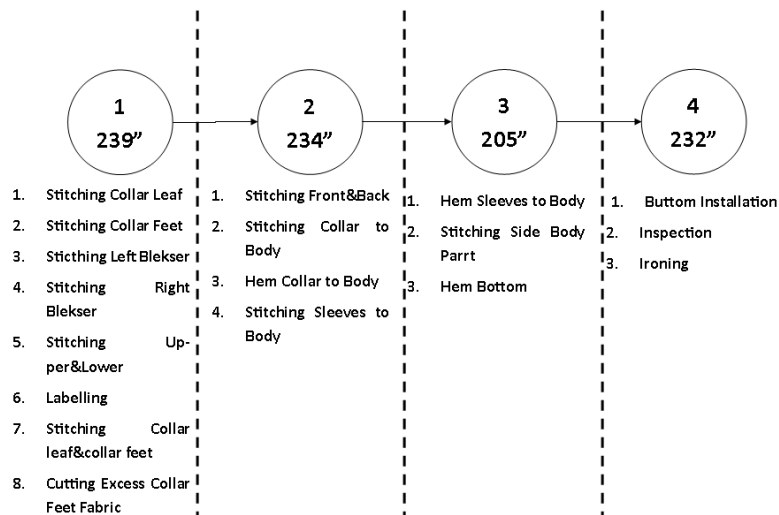 1
239”
2
234”
3
205”
4
232”
1. Stitching Collar Leaf
2. Stitching Collar Feet
3. Sticthing Left Blekser
4. Stitching Right
Blekser
5. Stitching Up-
per&Lower
6. Labelling
7. Stitching Collar
leaf&collar feet
8. Cutting Excess Collar
Feet Fabric
1. Stitching Front&Back
2. Stitching Collar to
Body
3. Hem Collar to Body
4. Stitching Sleeves to
Body
1. Hem Sleeves to Body
2. Stitching Side Body
Parrt
3. Hem Bottom
1. Buttom Installation
2. Inspection
3. Ironing